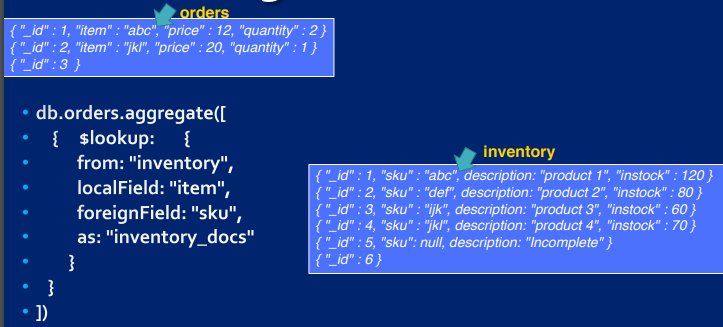 orders
{ "_id" : 1, "item" : "abc", "price" : 12, "quantity" : 2 }
{ "_id" : 2, "item" : "jkl", "price" : 20, "quantity" : 1 }
{ "_id" : 3 }
• db.orders.aggregate([
• { $lookup: {
• from: "inventory",
• localField: "item",
• foreignField: "sku",
• as: "inventory_docs"
• }
• }
• ])
inventory
{ "_id" : 1, "sku" : "abc", description: "product 1", "instock" : 120 }
{ "_id" : 2, "sku" : "def", description: "product 2", "instock" : 80 }
{ "_id" : 3, "sku" : "ijk", description: "product 3", "instock" : 60 }
{ "_id" : 4, "sku" : "jkl", description: "product 4", "instock" : 70 }
{ "_id" : 5, "sku": null, description: "Incomplete" }
{ "_id" : 6 }